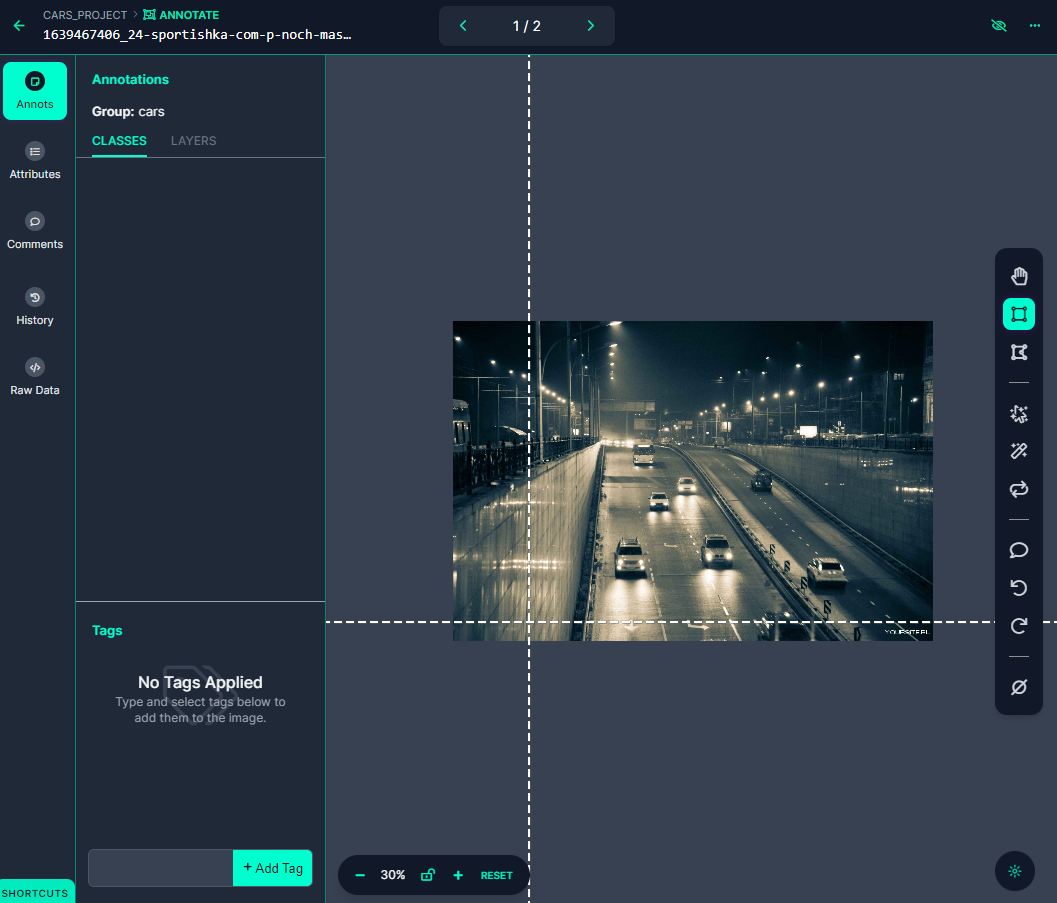 CARS_PROJECT > ANNOTATE
1639467406_24-sportishka-com-p-noch-mas…
1 / 2
Annots
Attributes
Comments
History
Raw Data
SHORTCUTS
Annotations
Group: cars
CLASSES LAYERS
Tags
No Tags Applied
Type and select tags below to
add them to the image.
+ Add Tag
YOURSITE.RU
30%
RESET